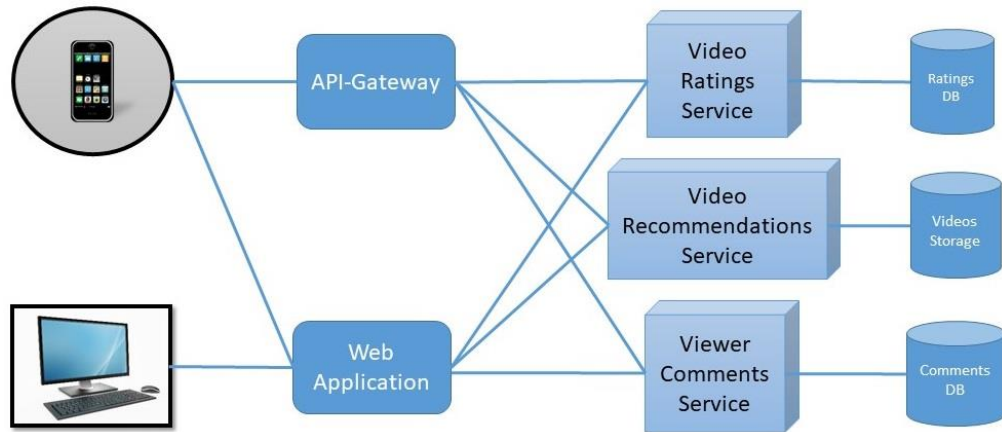 API-Gateway
Video
Ratings
Service
Ratings
DB
Video
Recommendations
Service
Videos
Storage
Web
Application
Viewer
Comments
Service
Comments
DB